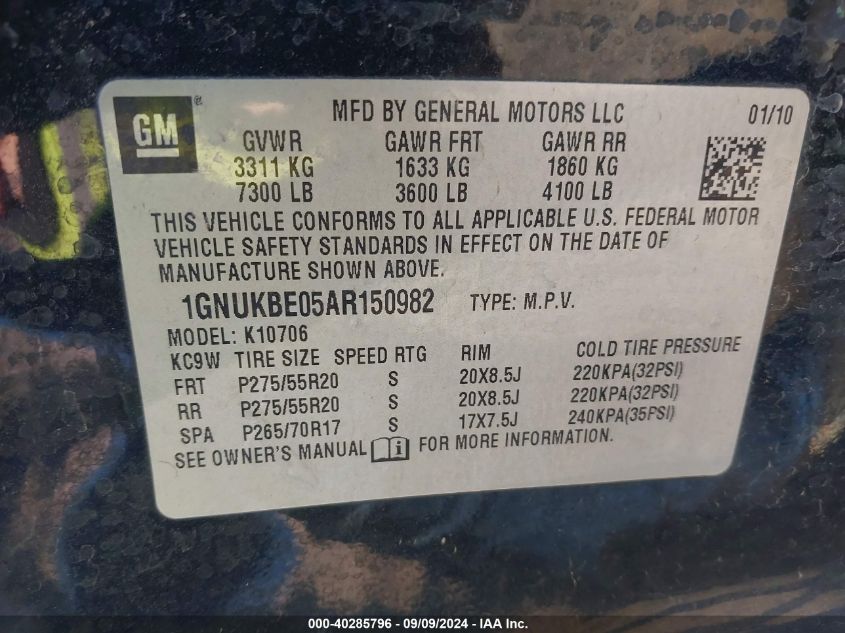 GM ®
MFD BY GENERAL MOTORS LLC 01/10
GVWR GAWR FRT GAWR RR
3311 KG 1633 KG 1860 KG
7300 LB 3600 LB 4100 LB
THIS VEHICLE CONFORMS TO ALL APPLICABLE U.S. FEDERAL MOTOR
VEHICLE SAFETY STANDARDS IN EFFECT ON THE DATE OF
MANUFACTURE SHOWN ABOVE.
1GNUKBE05AR150982 TYPE: M.P.V.
MODEL: K10706
KC9W TIRE SIZE SPEED RTG RIM COLD TIRE PRESSURE
FRT P275/55R20 S 20X8.5J 220KPA(32PSI)
RR P275/55R20 S 20X8.5J 220KPA(32PSI)
SPA P265/70R17 S 17X7.5J 240KPA(35PSI)
SEE OWNER'S MANUAL i FOR MORE INFORMATION.
000-40285796 - 09/09/2024 - IAA Inc.